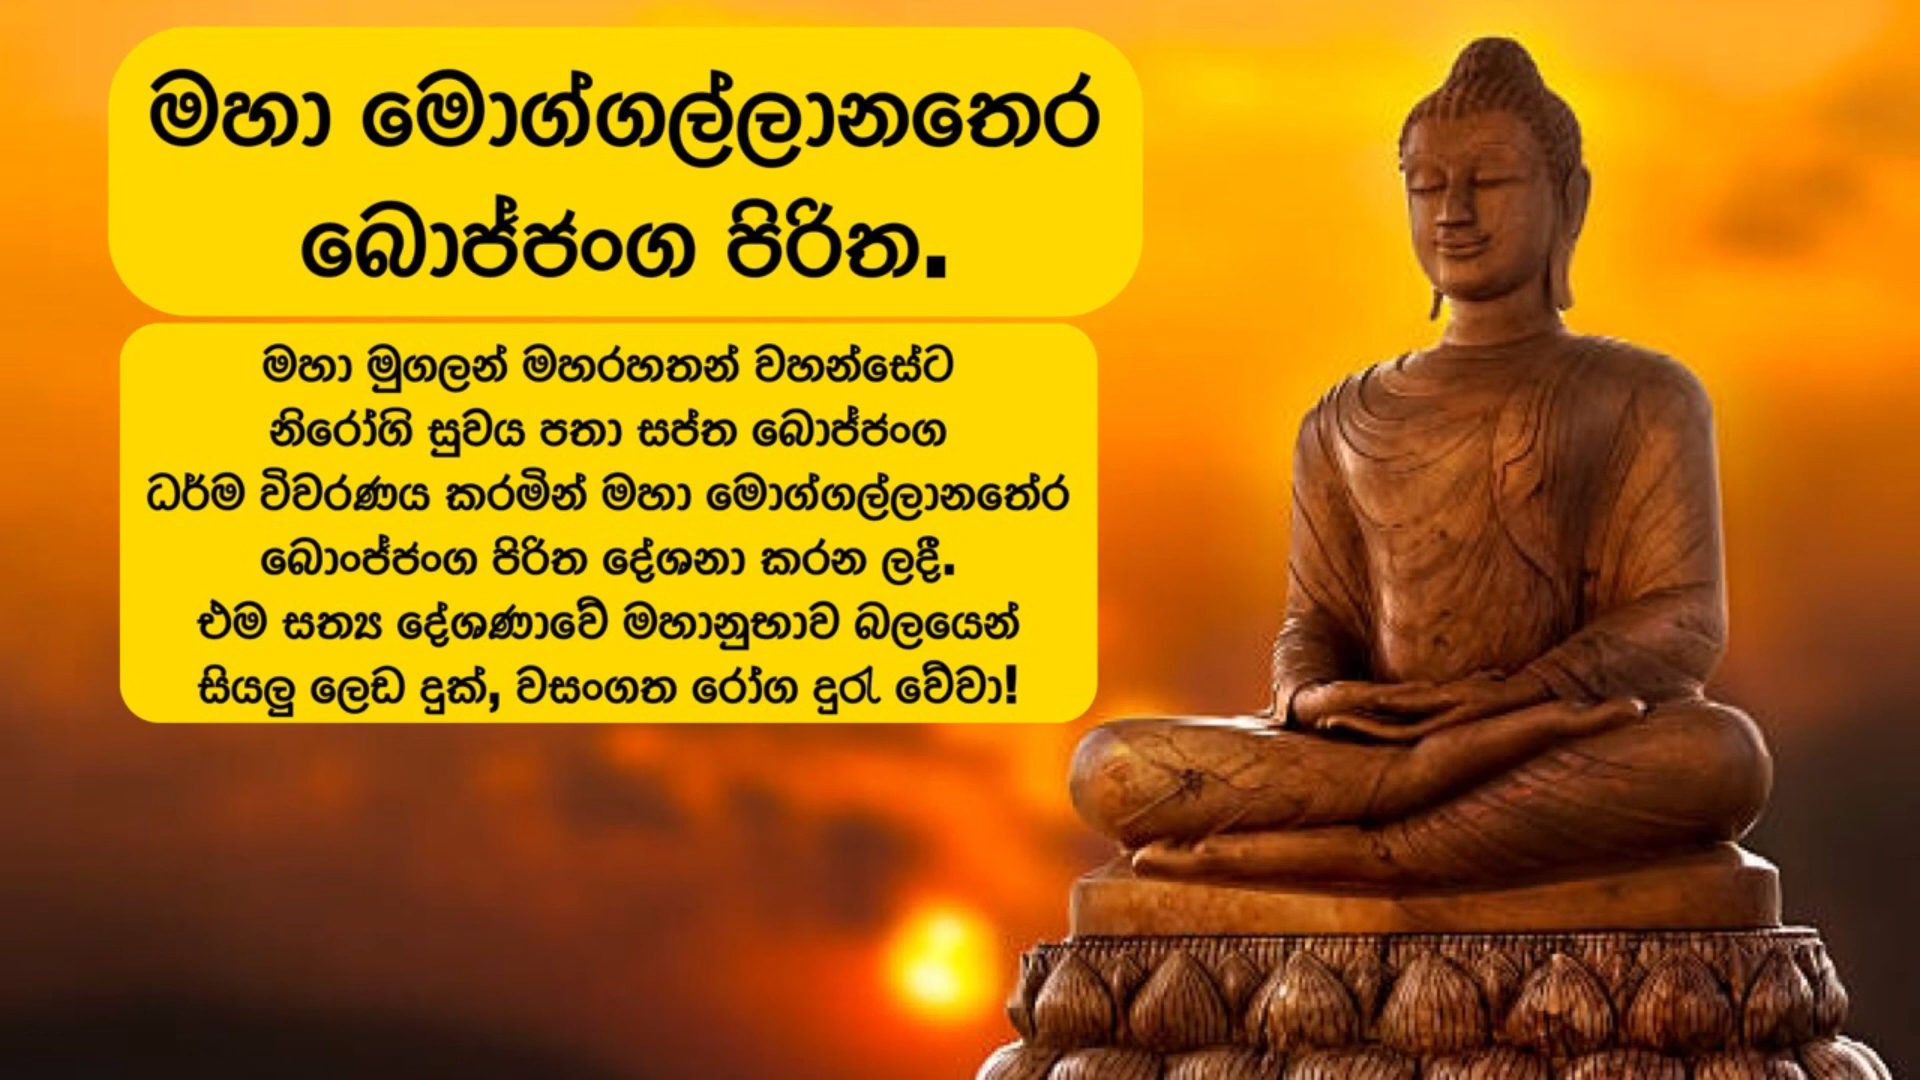 මහා මොග්ගල්ලානතෙර
බොජ්ජංග පිරිත.
මහා මුගලන් මහරහතන් වහන්සේට
නිරෝගි සුවය පතා සප්ත බොජ්ජංග
ධර්ම විවරණය කරමින් මහා මොග්ගල්ලානතේර
බොංජ්ජංග පිරිත දේශනා කරන ලදී.
එම සත්‍ය දේශණාවේ මහානුභාව බලයෙන්
සියලු ලෙඩ දුක්, වසංගත රෝග දුරැ වේවා!